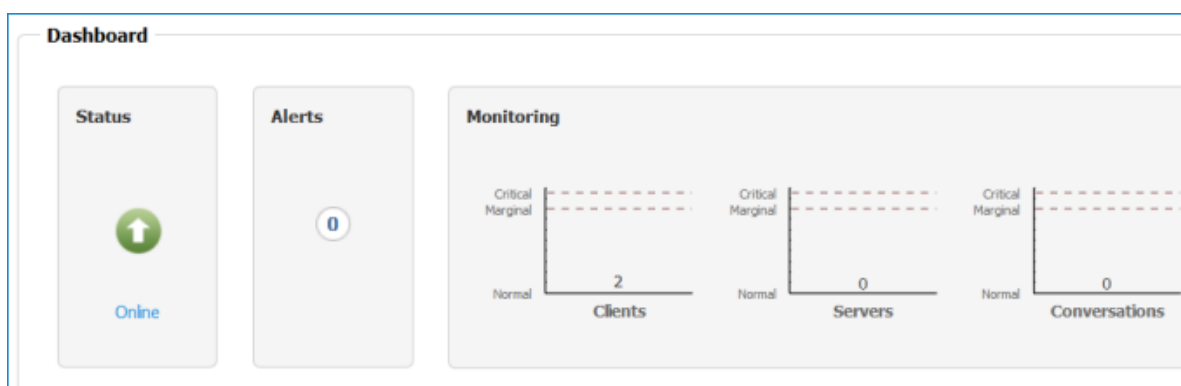 Dashboard
Status
Online
Alerts
0
Monitoring
Critical
Marginal
Normal
2
Clients
Critical
Marginal
Normal
0
Servers
Critical
Marginal
Normal
0
Conversations